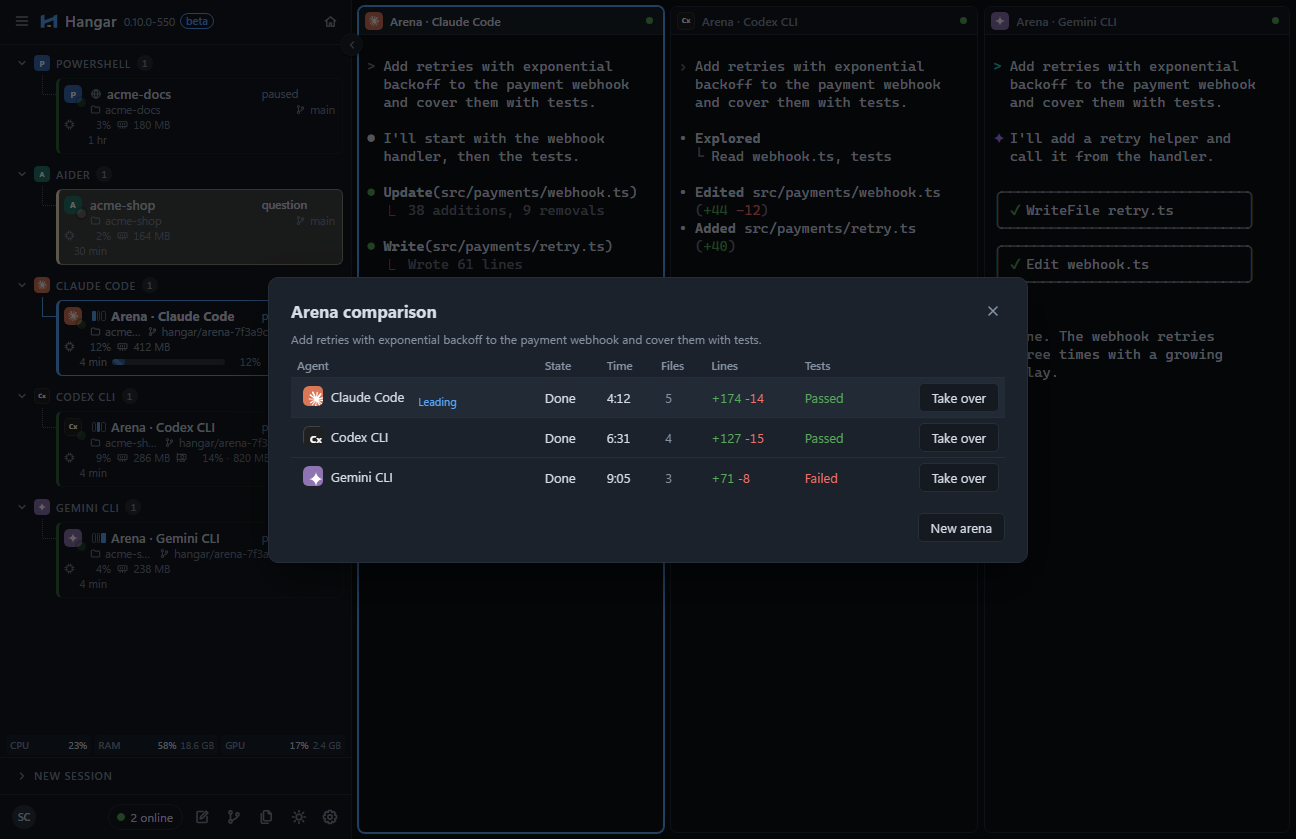 Hangar 0.10.0-550 beta
POWERSHELL 1
P acme-docs paused
acme-docs main
3% 180 MB
1 hr
AIDER 1
A acme-shop question
acme-shop main
2% 164 MB
30 min
CLAUDE CODE 1
Arena · Claude Code
acme... hangar/arena-7f3a9c
12% 412 MB
4 min 12%
CODEX CLI 1
Cx Arena · Codex CLI
acme-sh... hangar/arena-7f3
9% 286 MB 14% · 820 MB
4 min
GEMINI CLI 1
Arena · Gemini CLI
acme-s... hangar/arena-7f3a
4% 238 MB
4 min
CPU 23% RAM 58% 18.6 GB GPU 17% 2.4 GB
NEW SESSION
SC 2 online
Arena · Claude Code
> Add retries with exponential
backoff to the payment webhook
and cover them with tests.
● I'll start with the webhook
handler, then the tests.
● Update(src/payments/webhook.ts)
└ 38 additions, 9 removals
● Write(src/payments/retry.ts)
└ Wrote 61 lines
Cx Arena · Codex CLI
› Add retries with exponential
backoff to the payment webhook
and cover them with tests.
• Explored
└ Read webhook.ts, tests
• Edited src/payments/webhook.ts
(+44 −12)
• Added src/payments/retry.ts
(+40)
Arena · Gemini CLI
> Add retries with exponential
backoff to the payment webhook
and cover them with tests.
✦ I'll add a retry helper and
call it from the handler.
✓ WriteFile retry.ts
✓ Edit webhook.ts
ne. The webhook retries
ree times with a growing
lay.
Arena comparison
Add retries with exponential backoff to the payment webhook and cover them with tests.
Agent State Time Files Lines Tests
Claude Code Leading Done 4:12 5 +174 -14 Passed Take over
Cx Codex CLI Done 6:31 4 +127 -15 Passed Take over
Gemini CLI Done 9:05 3 +71 -8 Failed Take over
New arena